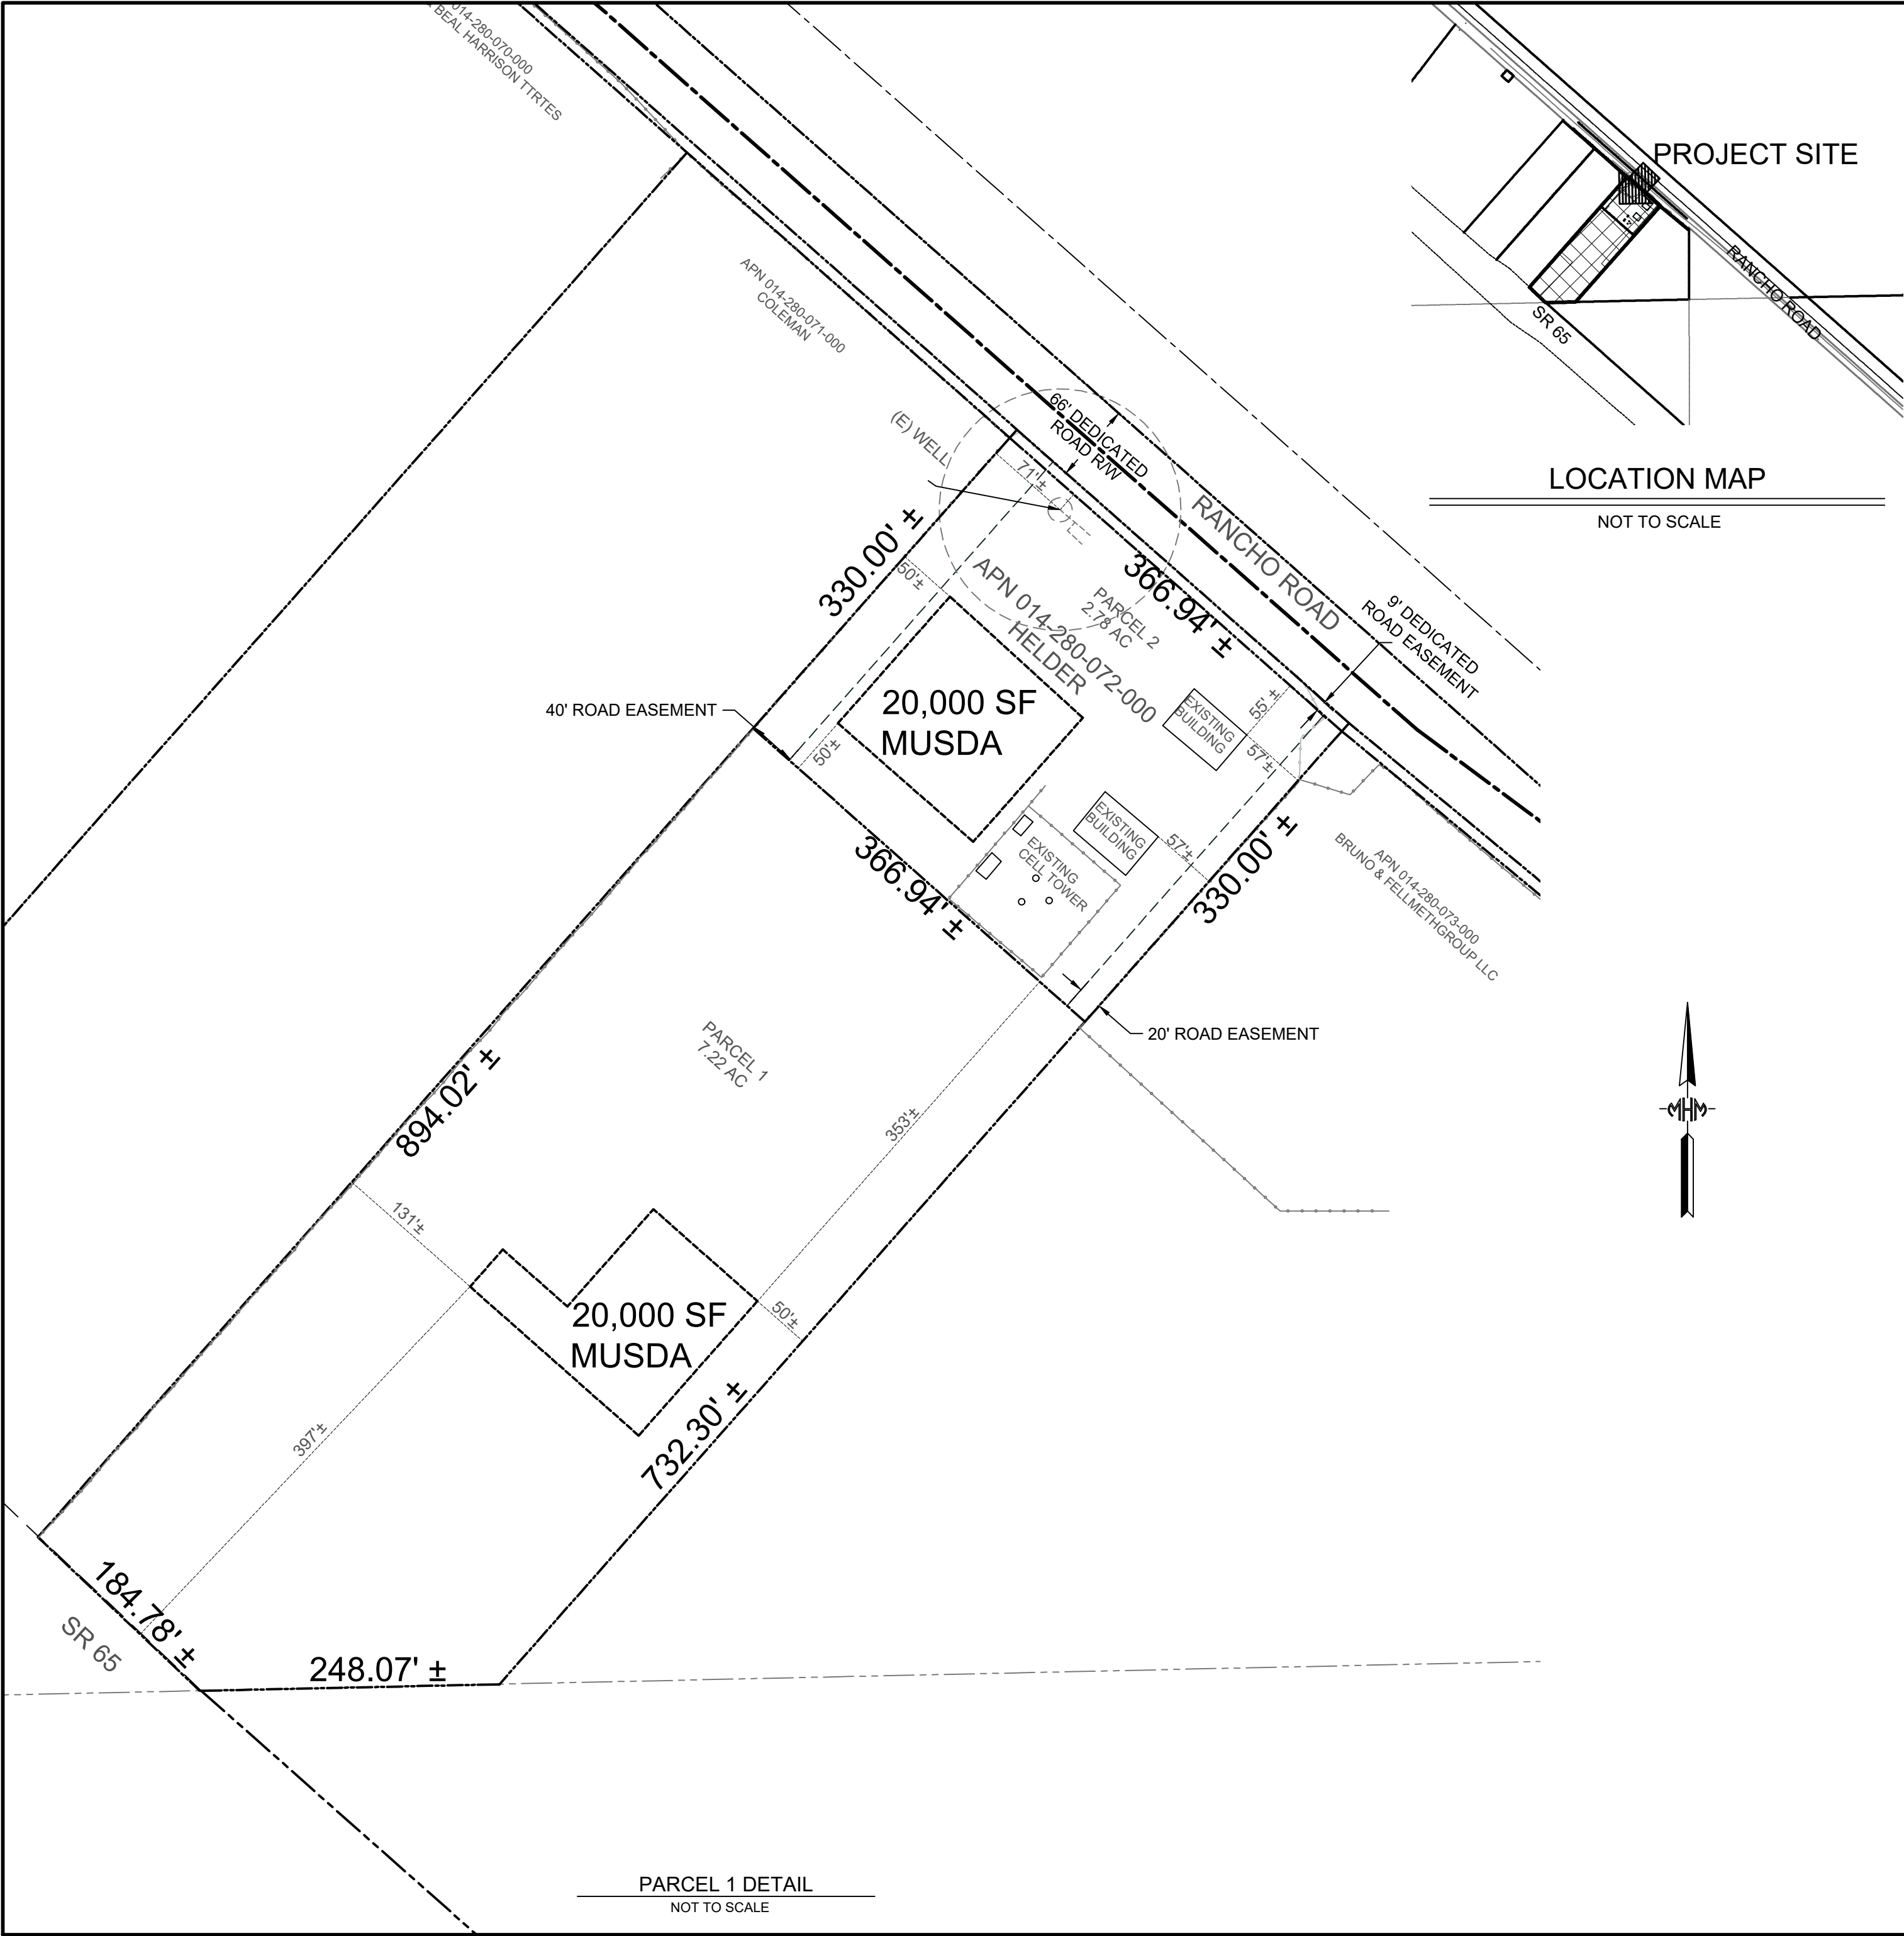 014-280-070-000
BEAL HARRISON TTRTES
PROJECT SITE
RANCHO ROAD
SR 65
LOCATION MAP
NOT TO SCALE
APN 014-280-071-000
COLEMAN
(E) WELL
66' DEDICATED
ROAD R/W
71'±
RANCHO ROAD
330.00' ±
50'±
366.94' ±
PARCEL 2
2.78 AC
APN 014-280-072-000
HELDER
9' DEDICATED
ROAD EASEMENT
40' ROAD EASEMENT
20,000 SF
MUSDA
50'±
EXISTING
BUILDING
55'±
57'±
EXISTING
BUILDING
57'±
EXISTING
CELL TOWER
366.94' ±
330.00' ±
APN 014-280-073-000
BRUNO & FELLMETHGROUP LLC
20' ROAD EASEMENT
PARCEL 1
7.22 AC
894.02' ±
353'±
MHM
131'±
20,000 SF
MUSDA
50'±
732.30' ±
397'±
184.78' ±
SR 65
248.07' ±
PARCEL 1 DETAIL
NOT TO SCALE